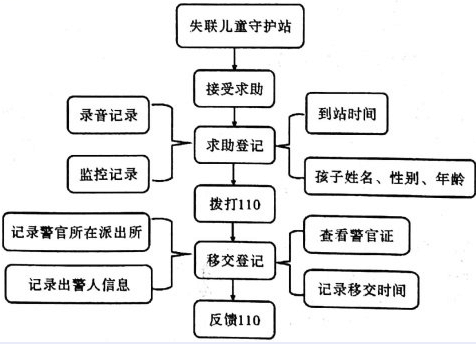 失联儿童守护站
接受求助
录音记录
到站时间
求助登记
监控记录
孩子姓名、性别、年龄
拨打110
记录警官所在派出所
查看警官证
移交登记
记录出警人信息
记录移交时间
反馈110